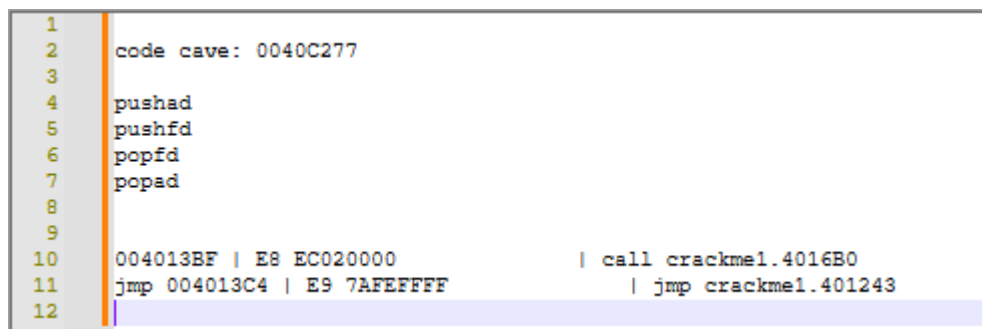 1
2 code cave: 0040C277
3
4 pushad
5 pushfd
6 popfd
7 popad
8
9
10 004013BF | E8 EC020000 | call crackme1.4016B0
11 jmp 004013C4 | E9 7AFEFFFF | jmp crackme1.401243
12